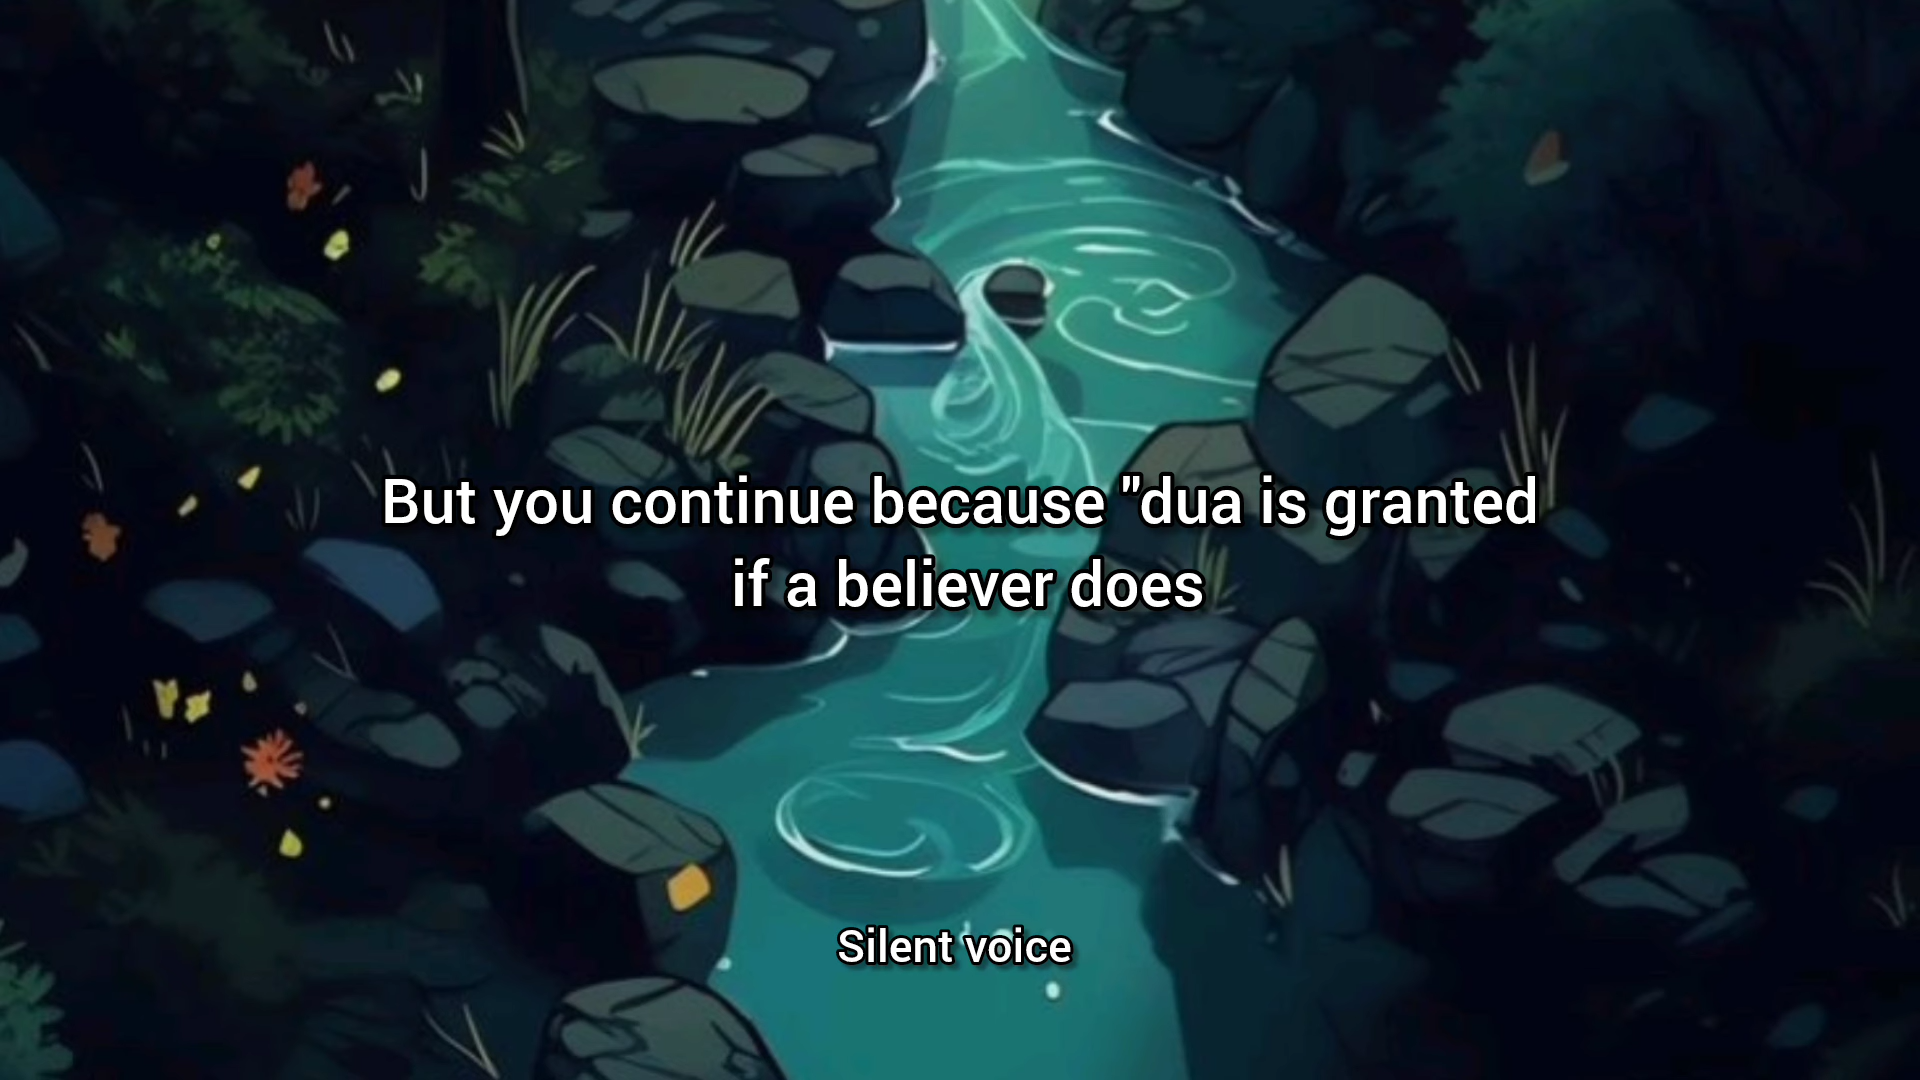 But you continue because "dua is granted
if a believer does
Silent voice